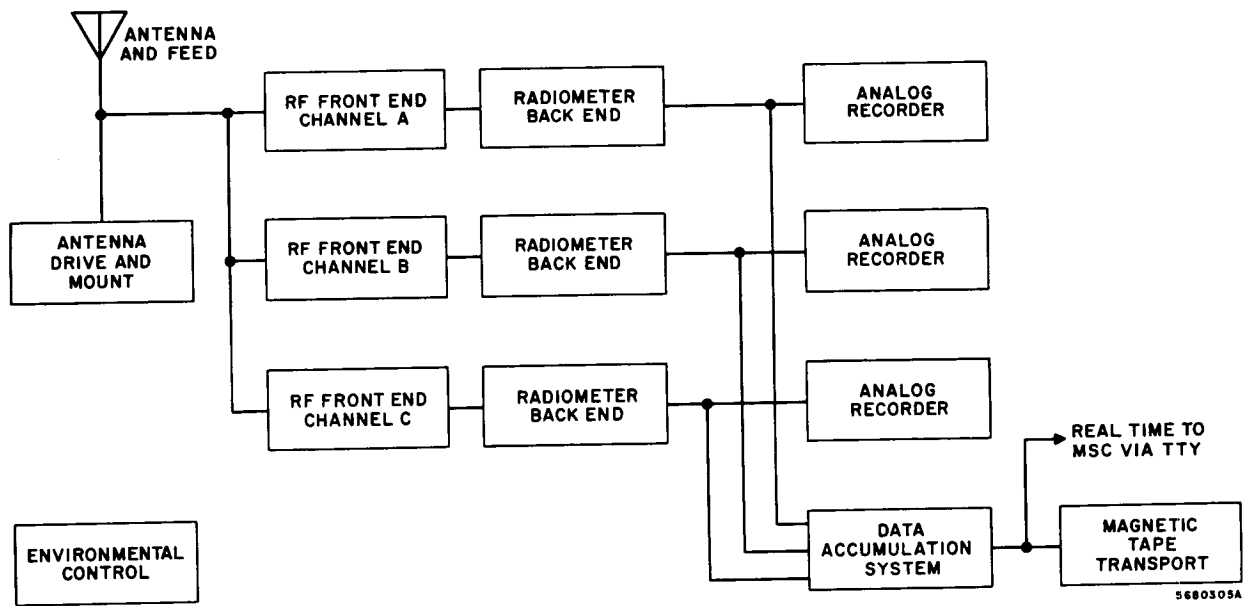 ANTENNA
AND FEED
RF FRONT END
CHANNEL A
RADIOMETER
BACK END
ANALOG
RECORDER
ANTENNA
DRIVE AND
MOUNT
RF FRONT END
CHANNEL B
RADIOMETER
BACK END
ANALOG
RECORDER
RF FRONT END
CHANNEL C
RADIOMETER
BACK END
ANALOG
RECORDER
REAL TIME TO
MSC VIA TTY
ENVIRONMENTAL
CONTROL
DATA
ACCUMULATION
SYSTEM
MAGNETIC
TAPE
TRANSPORT
5680305A